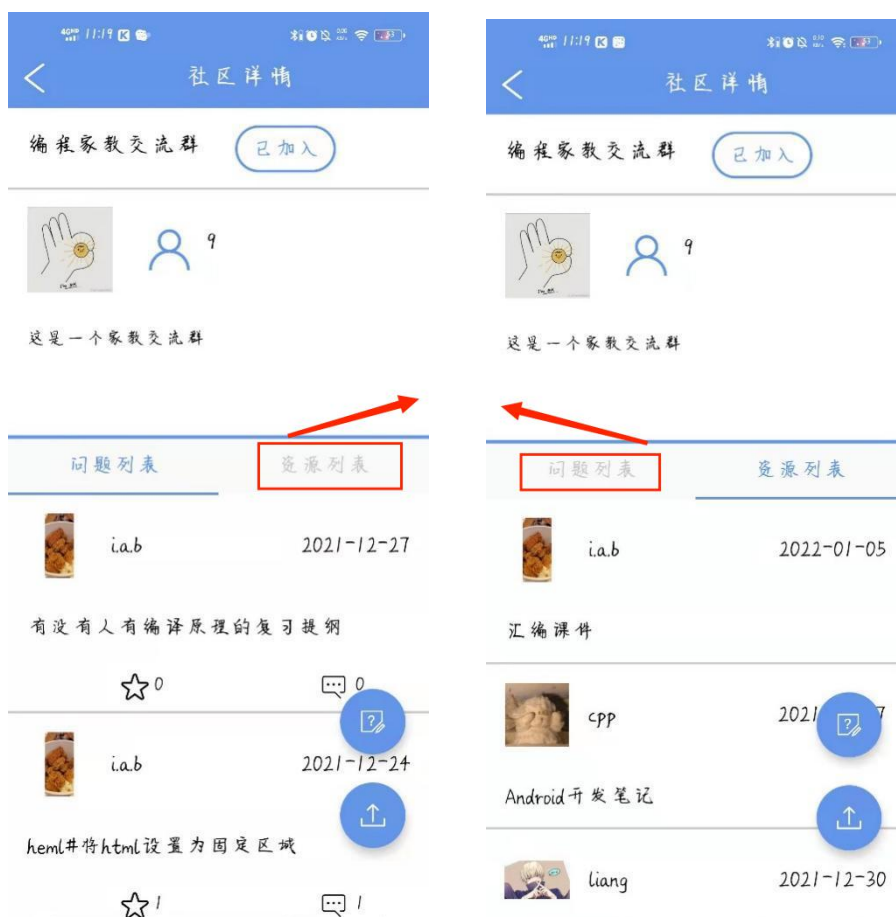 11:19
社区详情
编程家教交流群 已加入
9
这是一个家教交流群
问题列表 资源列表
i.a.b 2021-12-27
有没有人有编译原理的复习提纲
0 0
i.a.b 2021-12-24
heml#将html设置为固定区域
1 1
11:19
社区详情
编程家教交流群 已加入
9
这是一个家教交流群
问题列表 资源列表
i.a.b 2022-01-05
汇编课件
cpp 2021
Android开发笔记
liang 2021-12-30